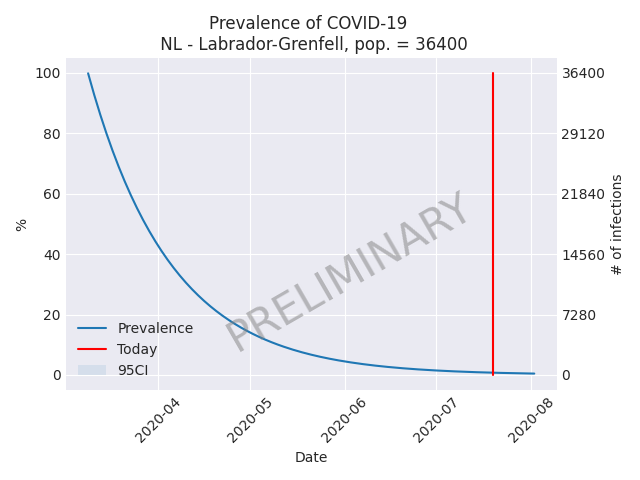 Prevalence of COVID-19
NL - Labrador-Grenfell, pop. = 36400
100
80
60
40
20
0
%
36400
29120
21840
14560
7280
0
# of infections
PRELIMINARY
Prevalence
Today
95CI
2020-04
2020-05
2020-06
2020-07
2020-08
Date